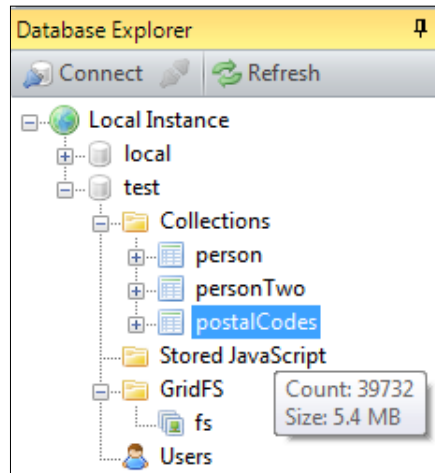 Database Explorer
Connect Refresh
Local Instance
local
test
Collections
person
personTwo
postalCodes
Stored JavaScript
GridFS
fs
Users
Count: 39732
Size: 5.4 MB